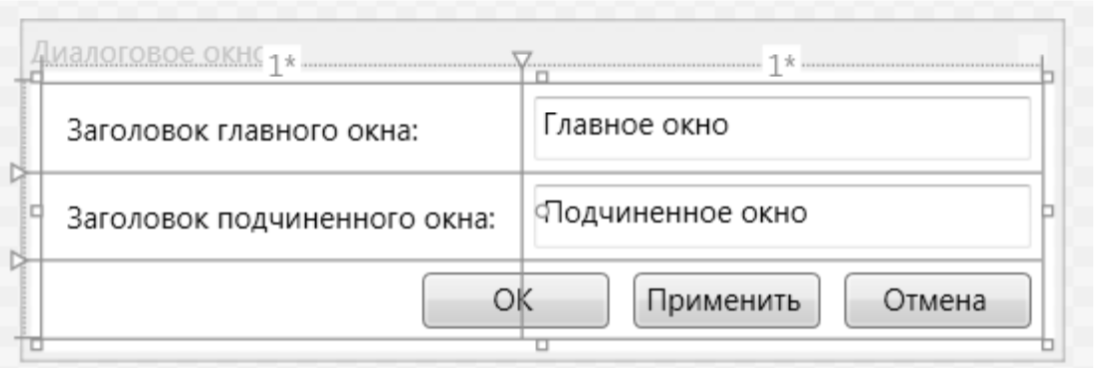 Диалоговое окно
1* 1*
Заголовок главного окна: Главное окно
Заголовок подчиненного окна: Подчиненное окно
OK Применить Отмена